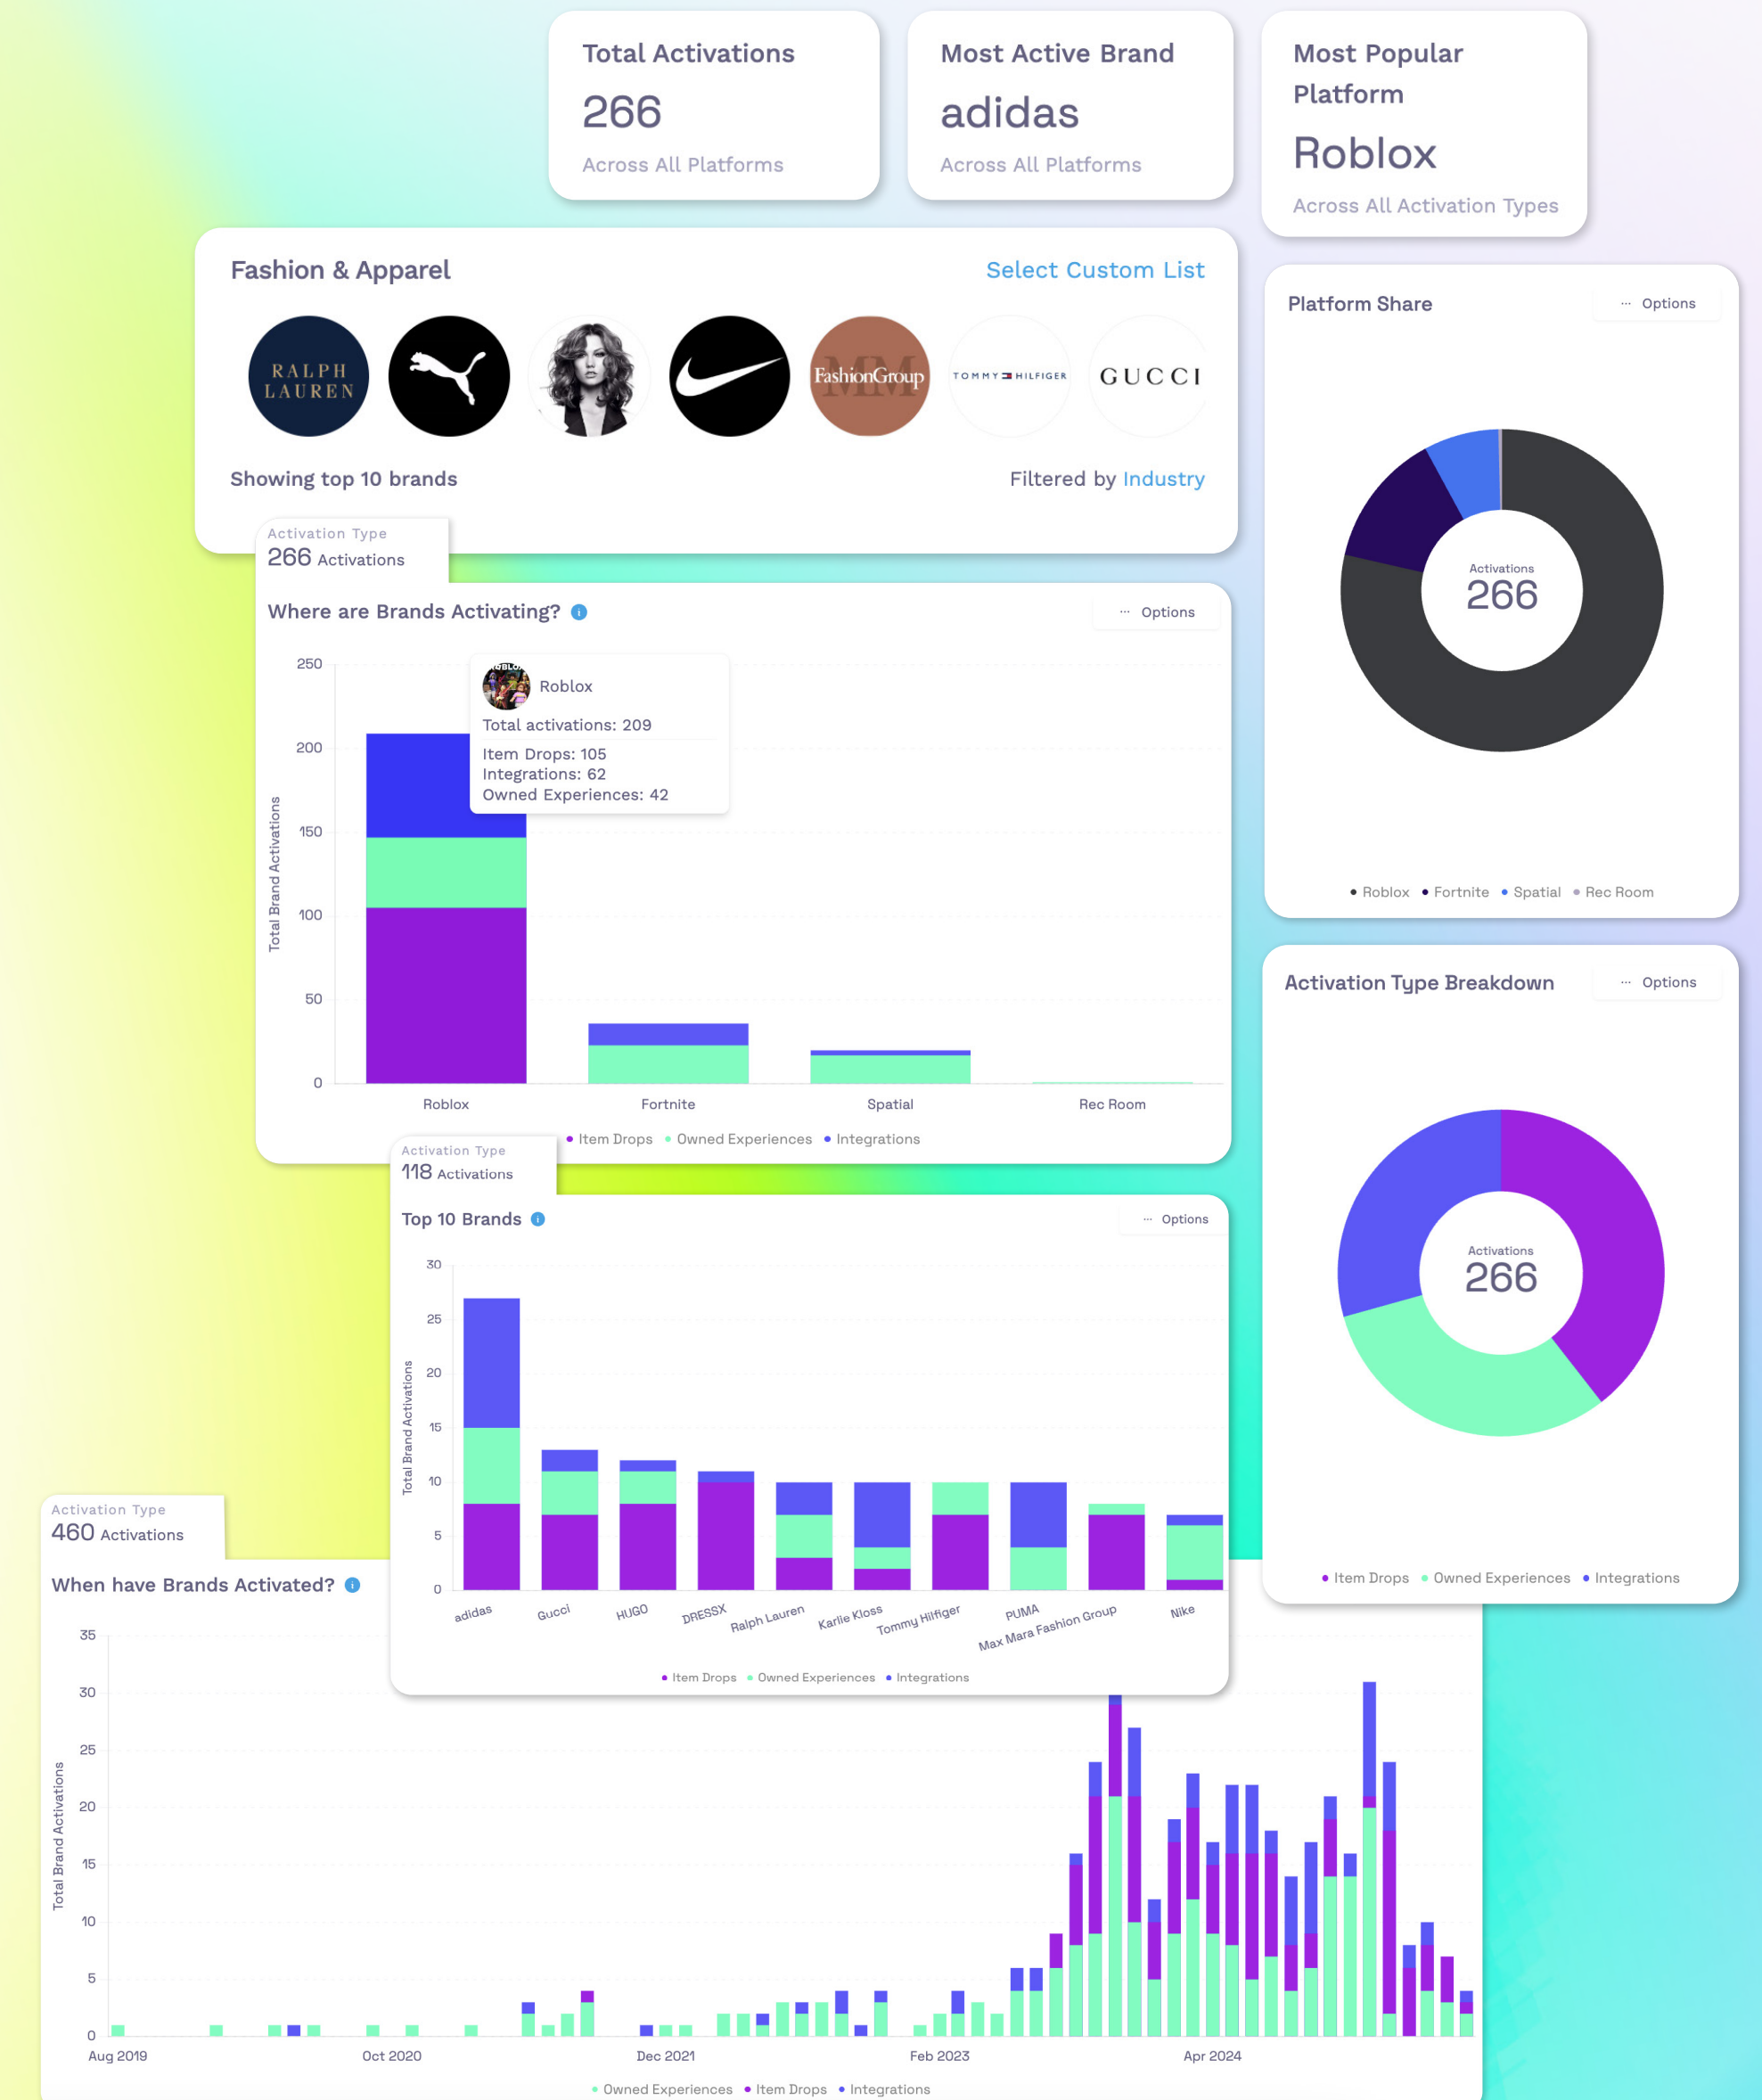 Total Activations
266
Across All Platforms
Most Active Brand
adidas
Across All Platforms
Most Popular
Platform
Roblox
Across All Activation Types
Fashion & Apparel
Select Custom List
RALPH
LAUREN
MM
FashionGroup
TOMMY HILFIGER
GUCCI
Showing top 10 brands
Filtered by Industry
Platform Share
··· Options
Activations
266
Roblox Fortnite Spatial Rec Room
Activation Type
266 Activations
Where are Brands Activating? i
··· Options
Total Brand Activations
250
200
150
100
50
0
ROBLOX
Roblox
Total activations: 209
Item Drops: 105
Integrations: 62
Owned Experiences: 42
Roblox Fortnite Spatial Rec Room
Item Drops Owned Experiences Integrations
Activation Type Breakdown
··· Options
Activations
266
Item Drops Owned Experiences Integrations
Activation Type
118 Activations
Top 10 Brands i
··· Options
Total Brand Activations
30
25
20
15
10
5
0
adidas
Gucci
HUGO
DRESSX
Ralph Lauren
Karlie Kloss
Tommy Hilfiger
PUMA
Max Mara Fashion Group
Nike
Item Drops Owned Experiences Integrations
Activation Type
460 Activations
When have Brands Activated? i
Total Brand Activations
35
30
25
20
15
10
5
0
Aug 2019 Oct 2020 Dec 2021 Feb 2023 Apr 2024
Owned Experiences Item Drops Integrations